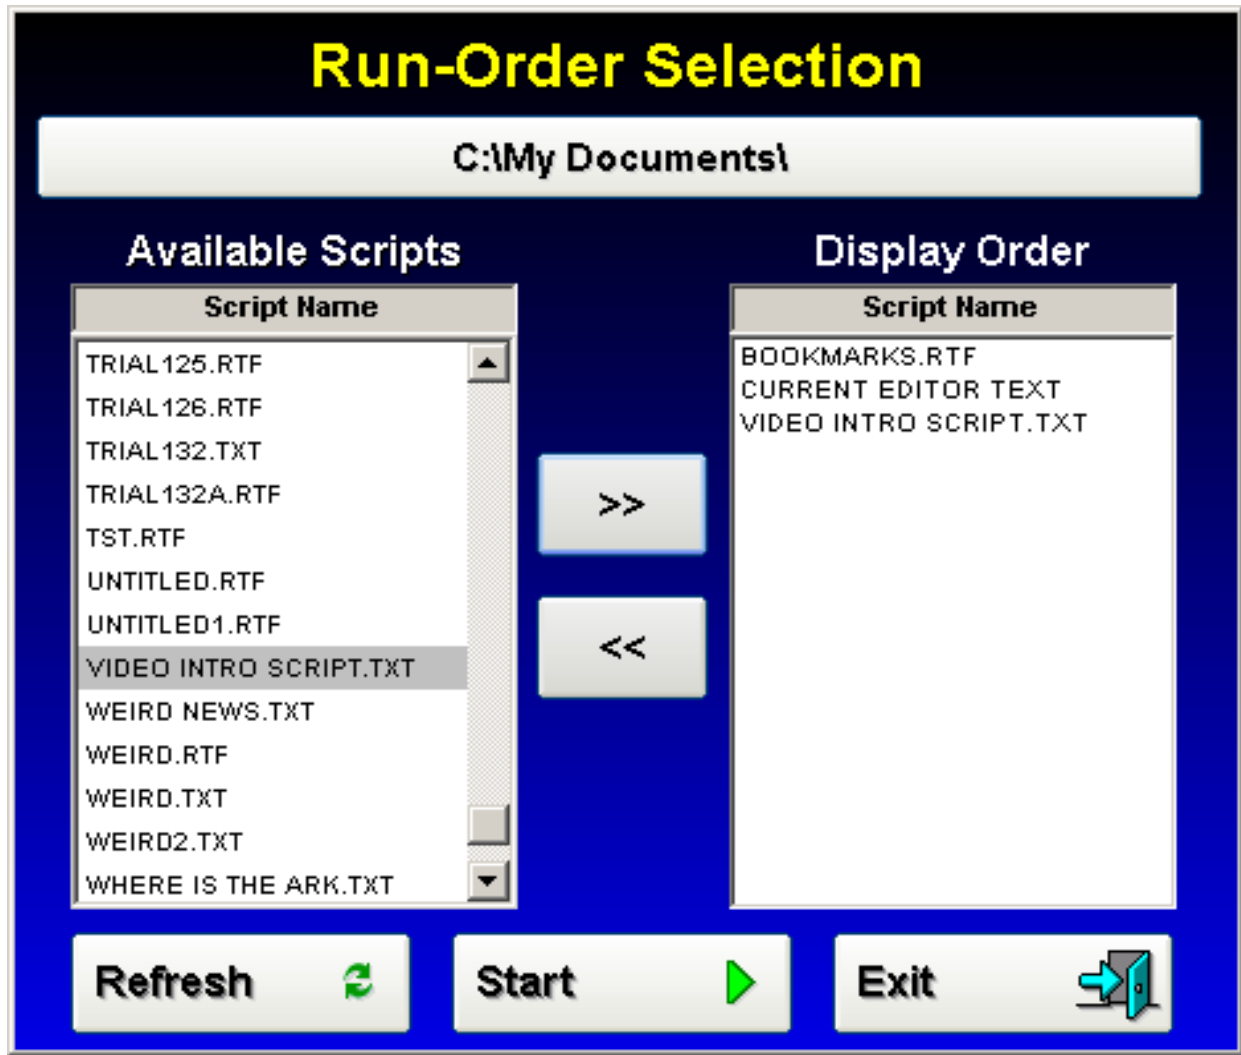 Run-Order Selection
C:\My Documents\
Available Scripts
Script Name
TRIAL125.RTF
TRIAL126.RTF
TRIAL132.TXT
TRIAL132A.RTF
TST.RTF
UNTITLED.RTF
UNTITLED1.RTF
VIDEO INTRO SCRIPT.TXT
WEIRD NEWS.TXT
WEIRD.RTF
WEIRD.TXT
WEIRD2.TXT
WHERE IS THE ARK.TXT
>>
<<
Display Order
Script Name
BOOKMARKS.RTF
CURRENT EDITOR TEXT
VIDEO INTRO SCRIPT.TXT
Refresh
Start
Exit